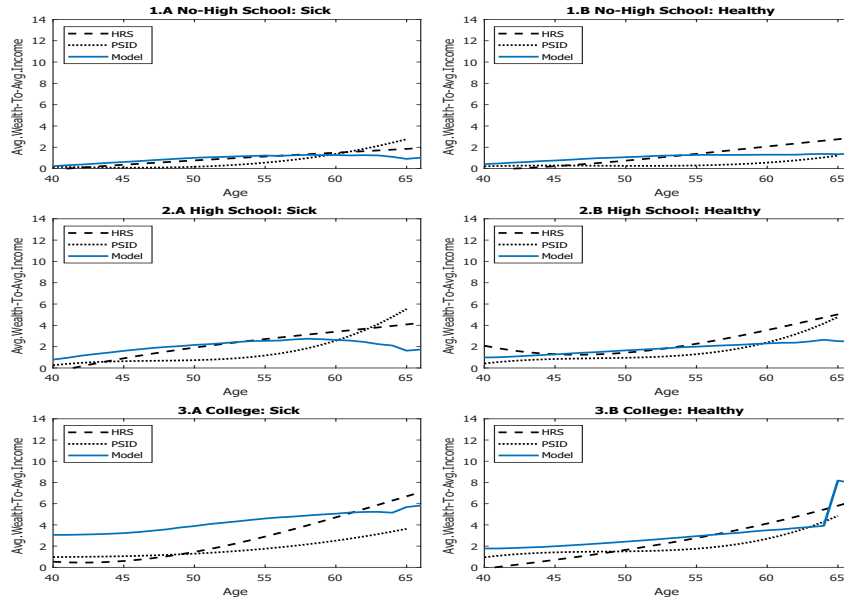 1.A No-High School: Sick
14
12
10
8
6
4
2
0
HRS
PSID
Model
Avg.Wealth-To-Avg.Income
40 45 50 55 60 65
Age
1.B No-High School: Healthy
14
12
10
8
6
4
2
0
HRS
PSID
Model
Avg.Wealth-To-Avg.Income
40 45 50 55 60 65
Age
2.A High School: Sick
14
12
10
8
6
4
2
0
HRS
PSID
Model
Avg.Wealth-To-Avg.Income
40 45 50 55 60 65
Age
2.B High School: Healthy
14
12
10
8
6
4
2
0
HRS
PSID
Model
Avg.Wealth-To-Avg.Income
40 45 50 55 60 65
Age
3.A College: Sick
14
12
10
8
6
4
2
0
HRS
PSID
Model
Avg.Wealth-To-Avg.Income
40 45 50 55 60 65
Age
3.B College: Healthy
14
12
10
8
6
4
2
0
HRS
PSID
Model
Avg.Wealth-To-Avg.Income
40 45 50 55 60 65
Age